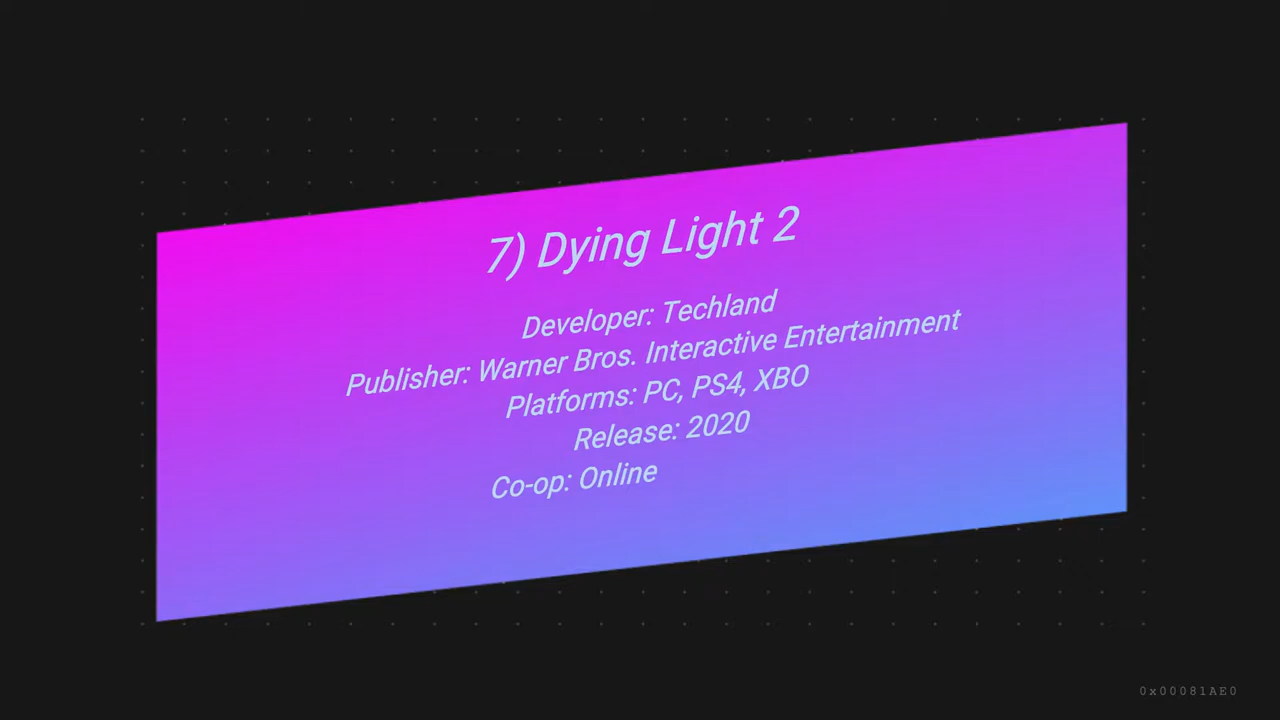 7) Dying Light 2
Developer: Techland
Publisher: Warner Bros. Interactive Entertainment
Platforms: PC, PS4, XBO
Release: 2020
Co-op: Online
0x00081AE0